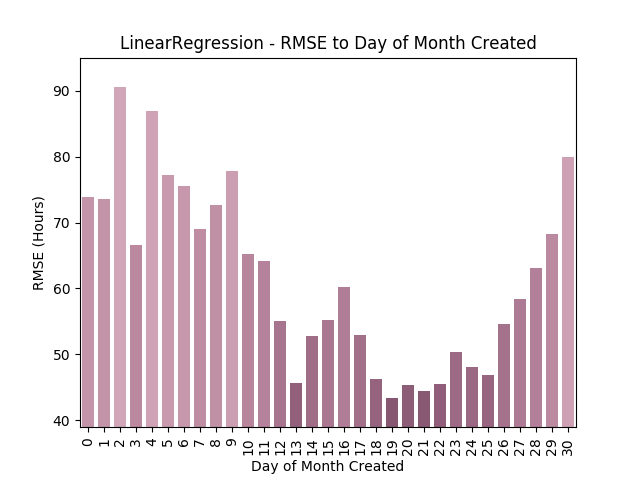 LinearRegression - RMSE to Day of Month Created
90
80
70
60
50
40
RMSE (Hours)
0 1 2 3 4 5 6 7 8 9 10 11 12 13 14 15 16 17 18 19 20 21 22 23 24 25 26 27 28 29 30
Day of Month Created